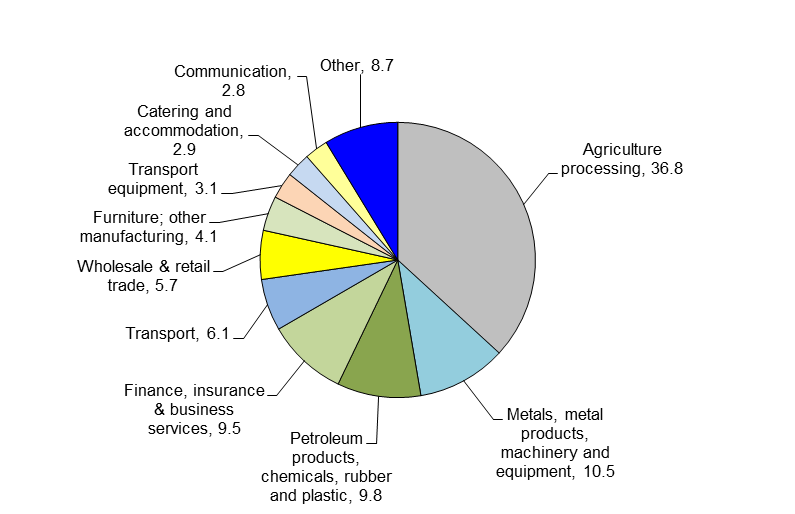 Other, 8.7
Agriculture
processing, 36.8
Metals, metal
products,
machinery and
equipment, 10.5
Petroleum
products,
chemicals, rubber
and plastic, 9.8
Finance, insurance
& business
services, 9.5
Transport, 6.1
Wholesale & retail
trade, 5.7
Furniture; other
manufacturing, 4.1
Transport
equipment, 3.1
Catering and
accommodation,
2.9
Communication,
2.8